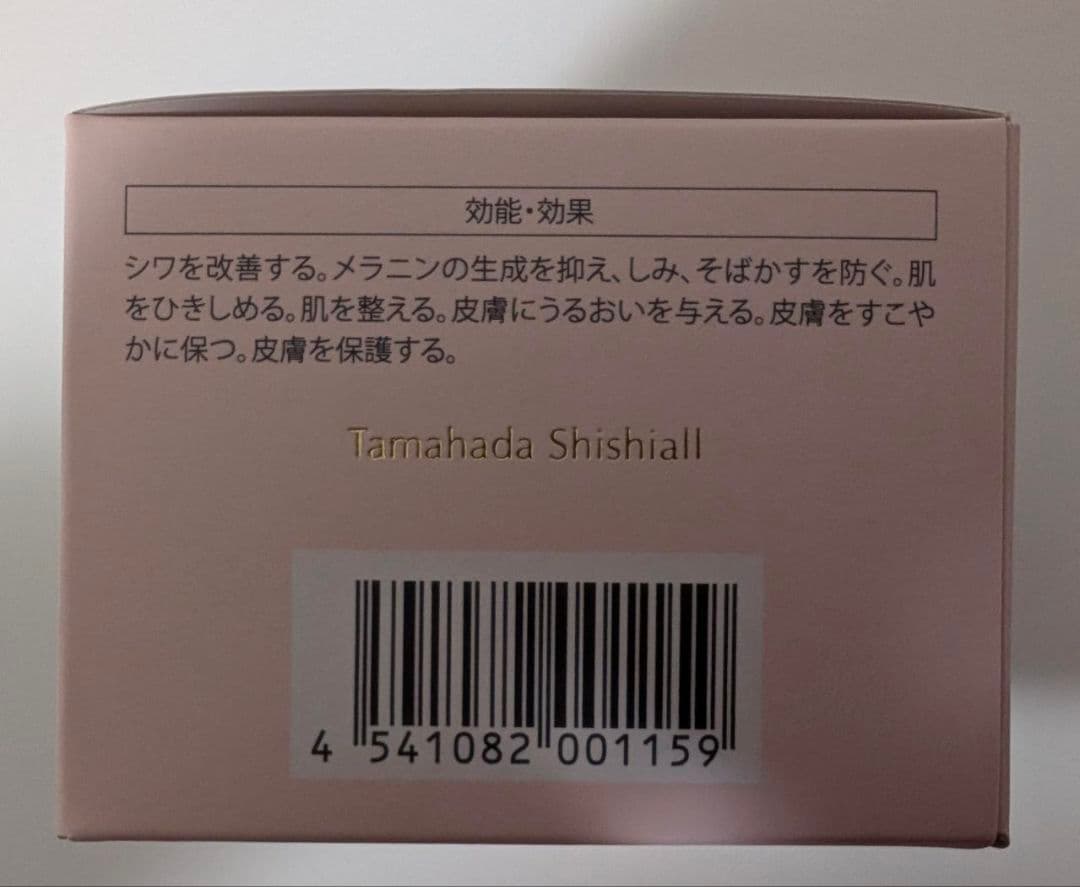 効能・効果
シワを改善する。メラニンの生成を抑え、しみ、そばかすを防ぐ。肌
をひきしめる。肌を整える。皮膚にうるおいを与える。皮膚をすこや
かに保つ。皮膚を保護する。
Tamahada Shishiall
4 541082 001159